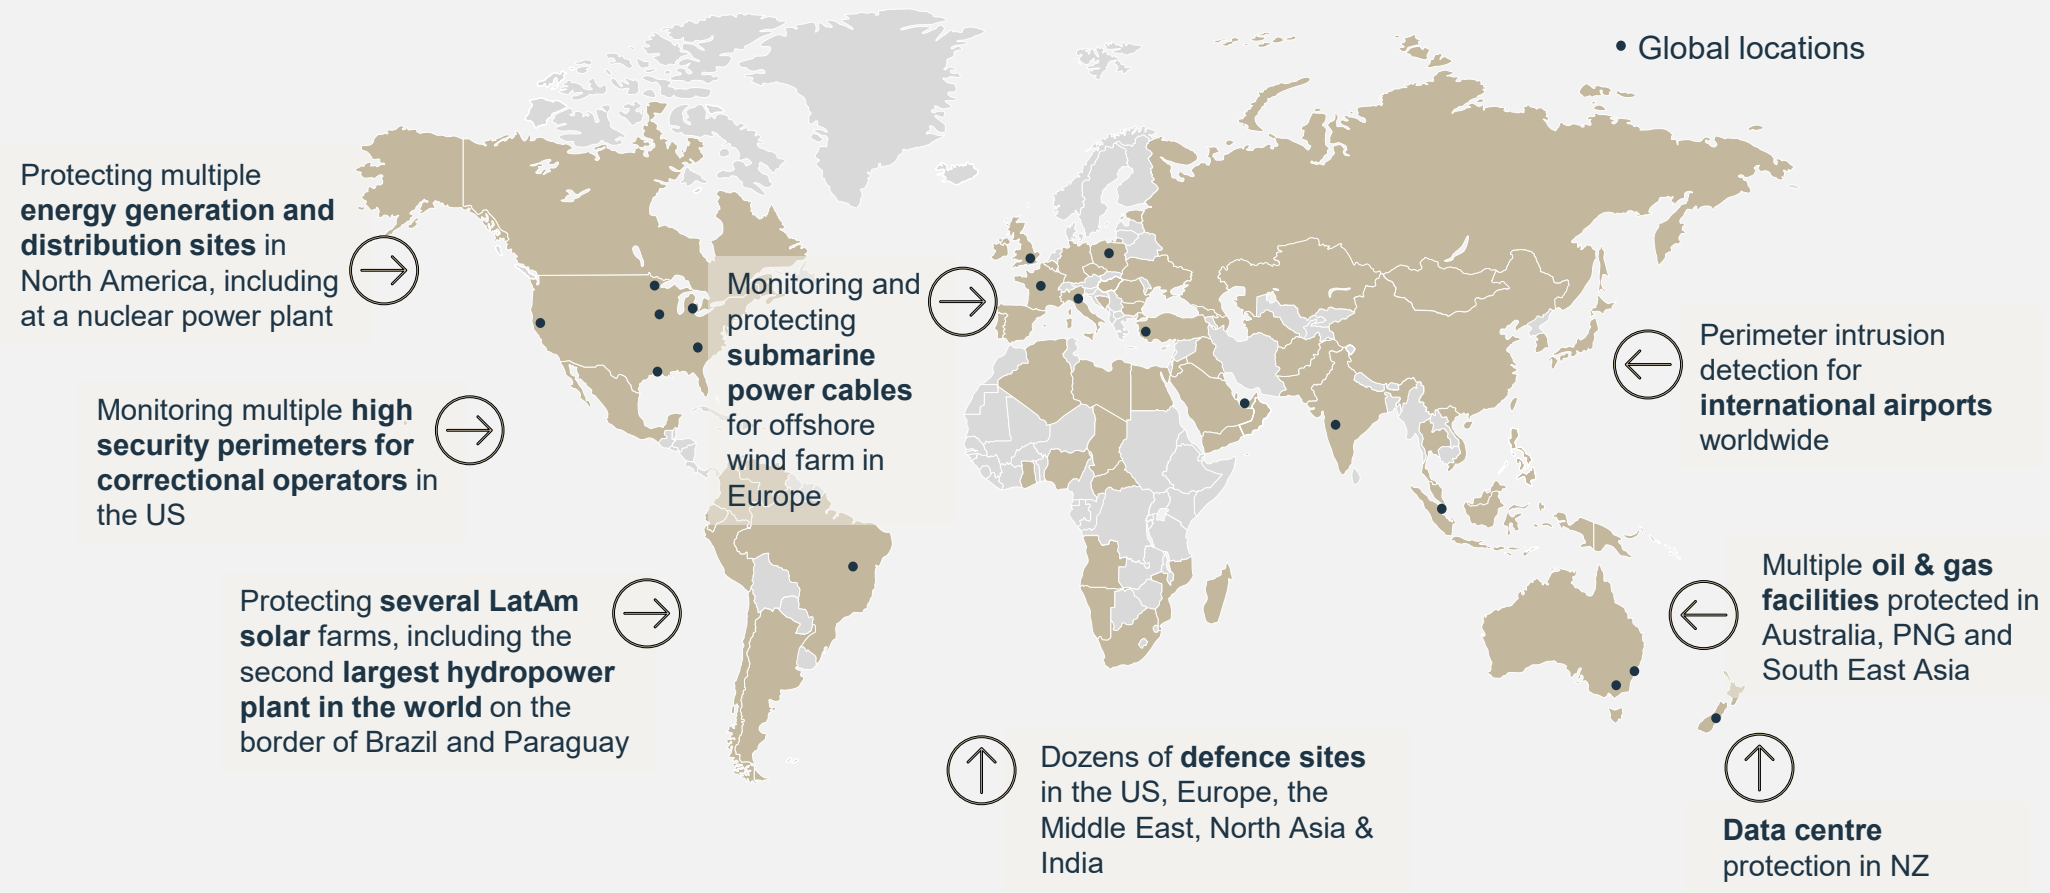 • Global locations
Protecting multiple
energy generation and
distribution sites in
North America, including
at a nuclear power plant
Monitoring and
protecting
submarine
power cables
for offshore
wind farm in
Europe
Perimeter intrusion
detection for
international airports
worldwide
Monitoring multiple high
security perimeters for
correctional operators in
the US
Multiple oil & gas
facilities protected in
Australia, PNG and
South East Asia
Protecting several LatAm
solar farms, including the
second largest hydropower
plant in the world on the
border of Brazil and Paraguay
Dozens of defence sites
in the US, Europe, the
Middle East, North Asia &
India
Data centre
protection in NZ